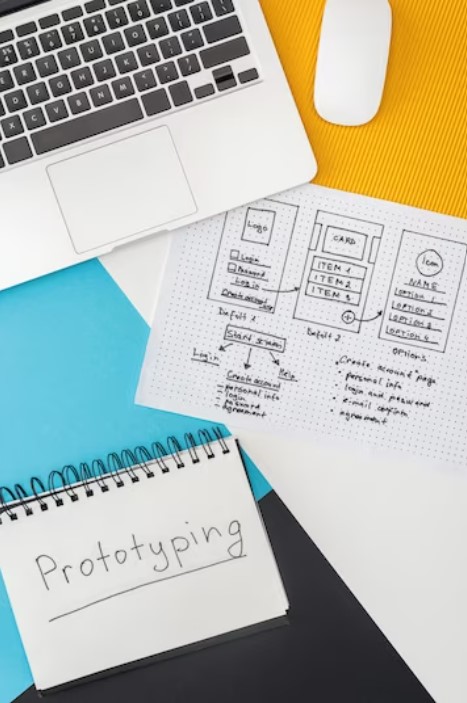 Logo
Login
Password
Log in
Create account
Default 1
CARD
ITEM 1
ITEM 2
ITEM 3
Default 2
Icon
NAME
OPTION 1
OPTION 2
OPTION 3
OPTION 4
OPTIONS
Start screen
Login
Create account
Help
- personal info
- login
- password
- Agreement
"Create account" page
• personal info
• login and password
• e-mail confirm
• agreement
Prototyping